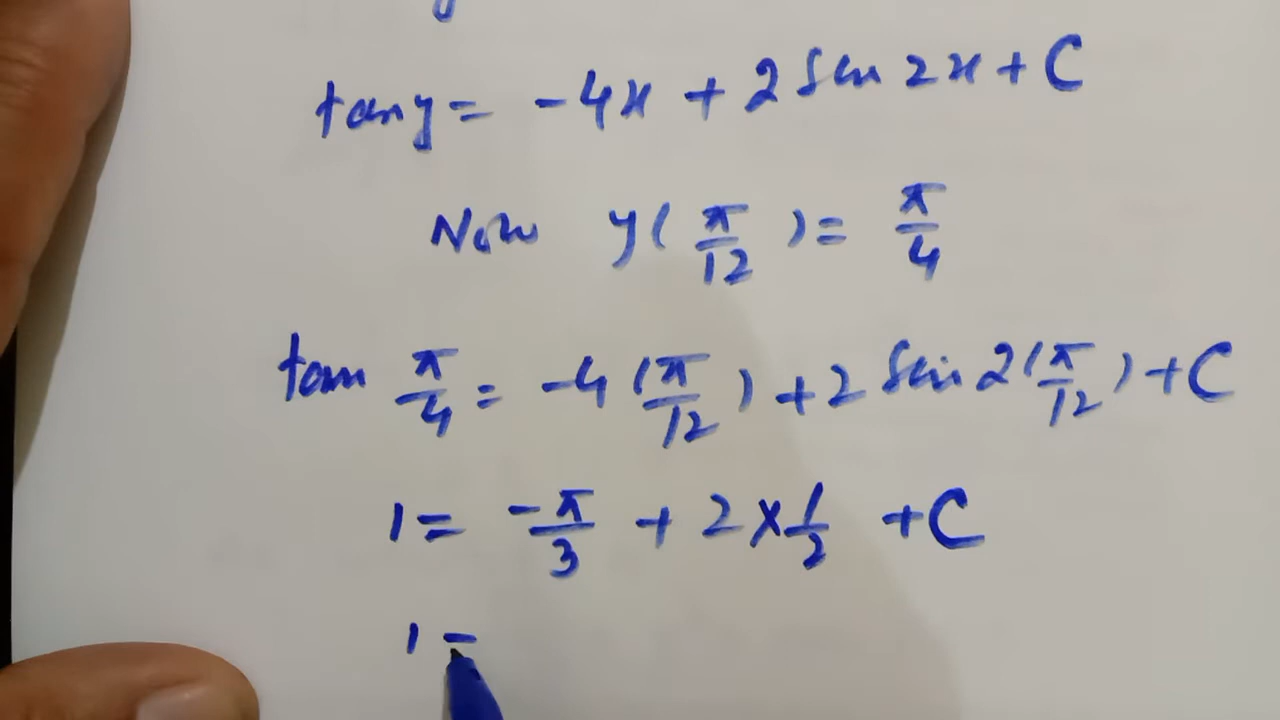 tan y = -4x + 2 sin 2x + C
Now y(π/12) = π/4
tan π/4 = -4(π/12) + 2 sin 2(π/12) + C
1 = -π/3 + 2 × 1/2 + C
1 =